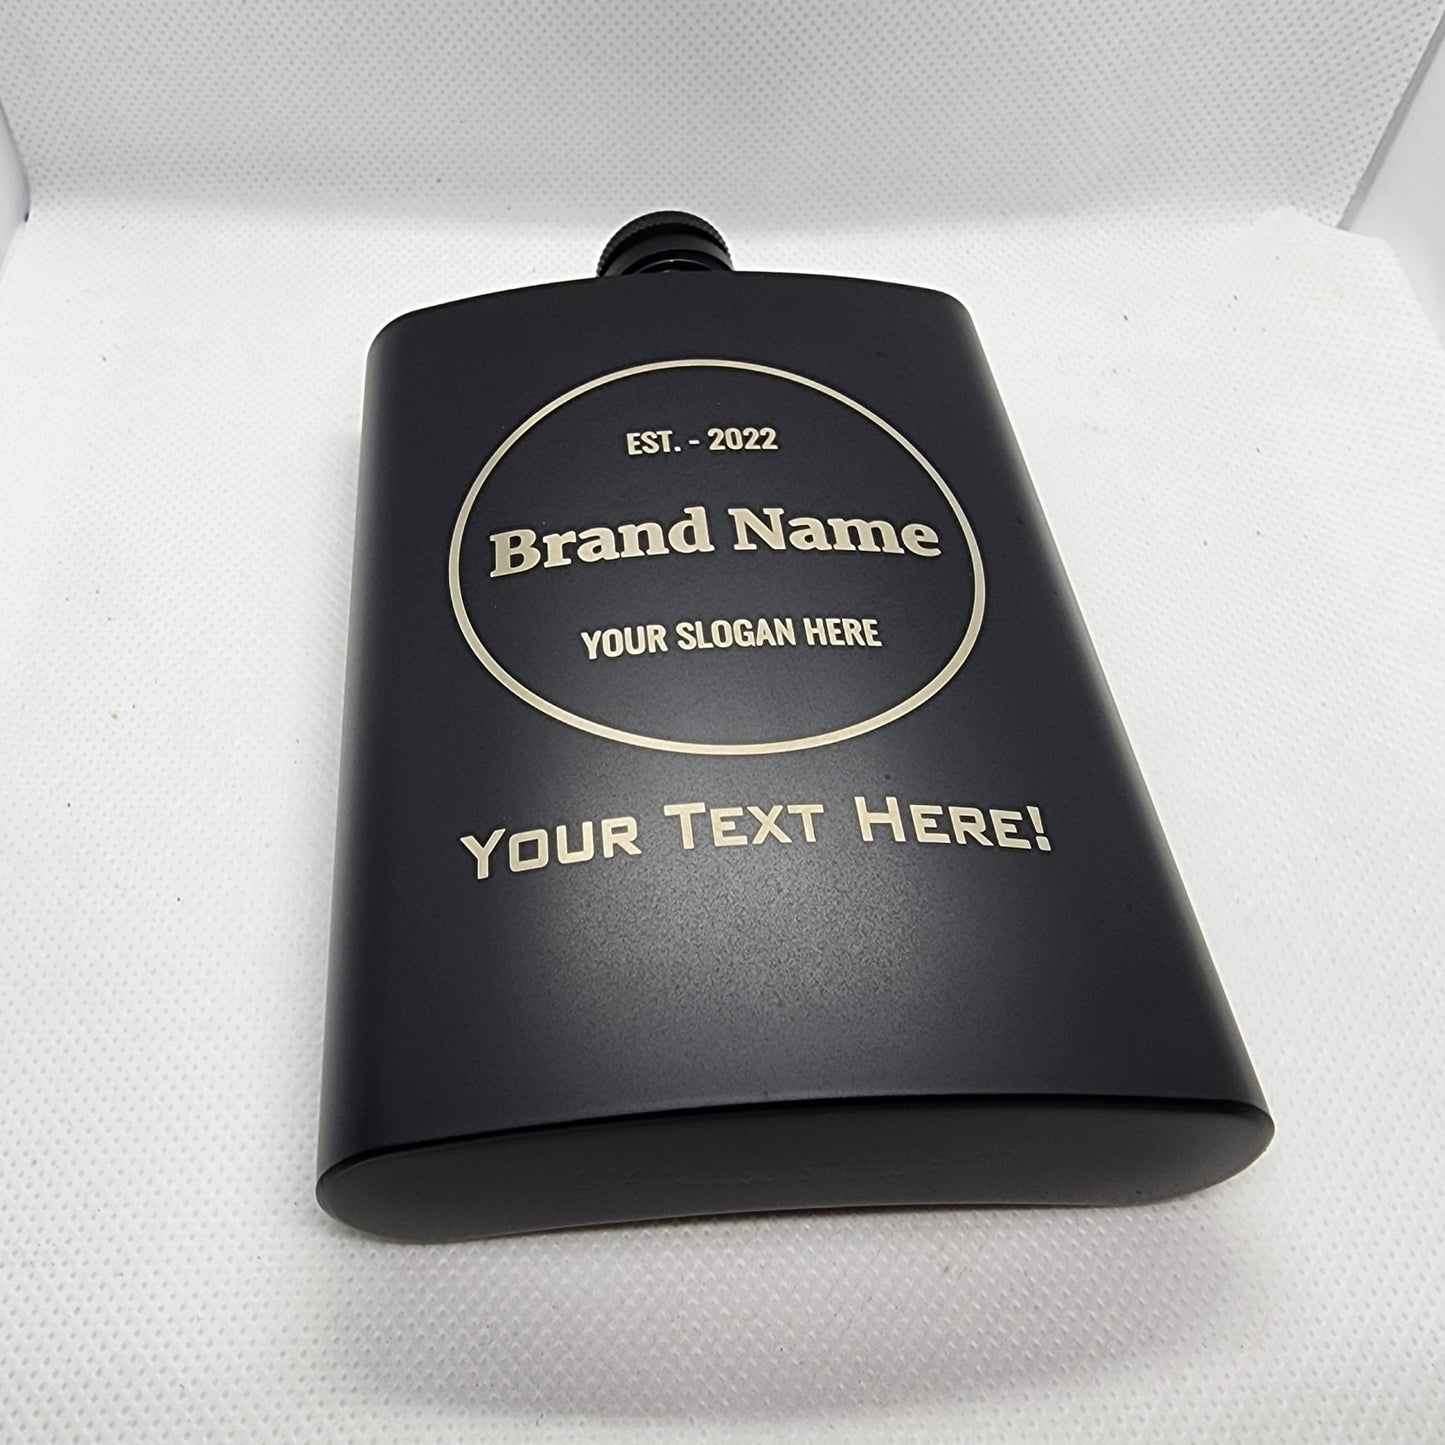 EST. - 2022
Brand Name
YOUR SLOGAN HERE
YOUR TEXT HERE!